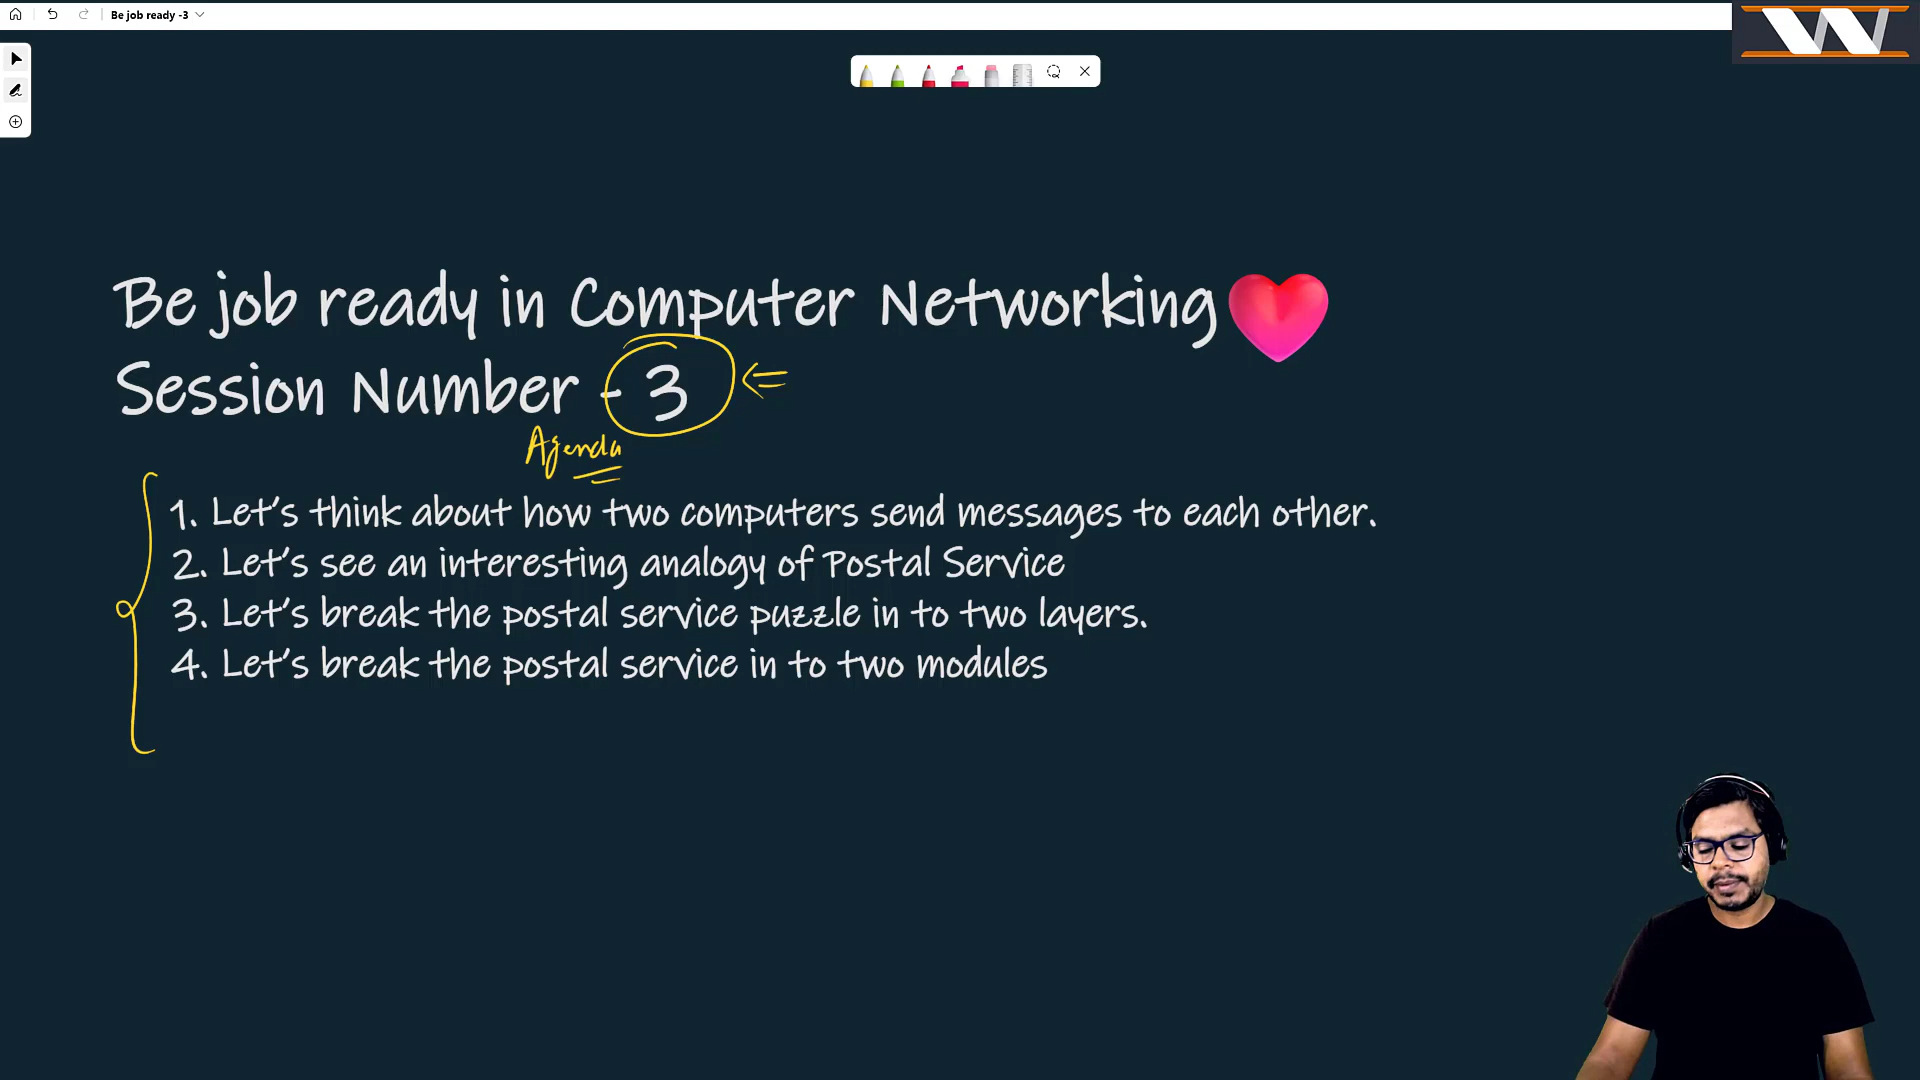 Be job ready -3
Be job ready in Computer Networking
Session Number - 3
Agenda
1. Let's think about how two computers send messages to each other.
2. Let's see an interesting analogy of Postal Service
3. Let's break the postal service puzzle in to two layers.
4. Let's break the postal service in to two modules